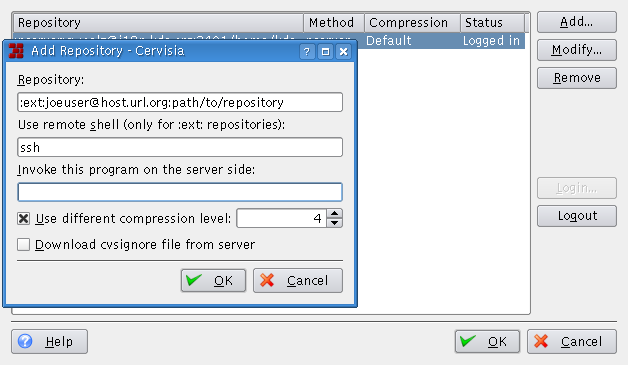 Repository Method Compression Status
Default Logged in
Add...
Modify...
Remove
Login...
Logout
Add Repository - Cervisia
Repository:
:ext:joeuser@host.url.org:path/to/repository
Use remote shell (only for :ext: repositories):
ssh
Invoke this program on the server side:
Use different compression level: 4
Download cvsignore file from server
OK Cancel
Help OK Cancel